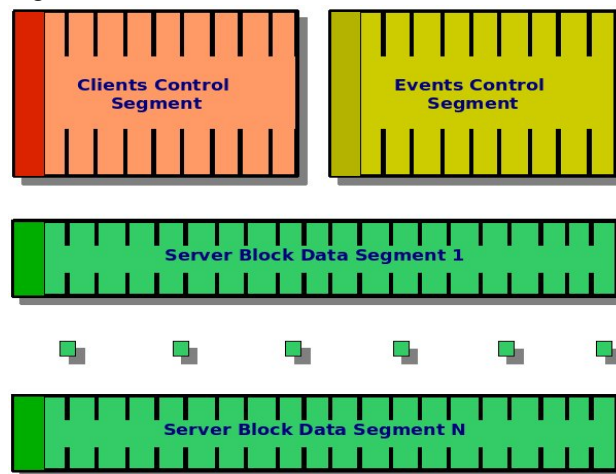 Clients Control
Segment
Events Control
Segment
Server Block Data Segment 1
Server Block Data Segment N